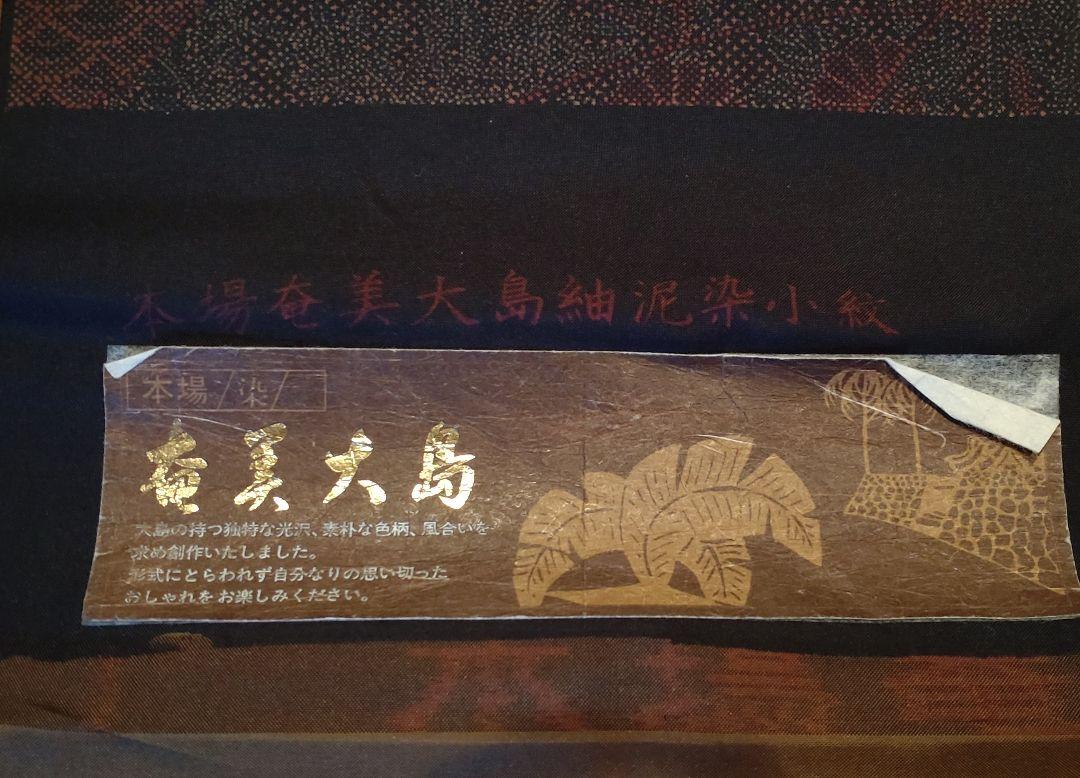 本場奄美大島紬泥染小紋
本場/染/
奄美大島
大島の持つ独特な光沢、素朴な色柄、風合いを
求め創作いたしました。
形式にとらわれず自分なりの思い切った
おしゃれをお楽しみください。